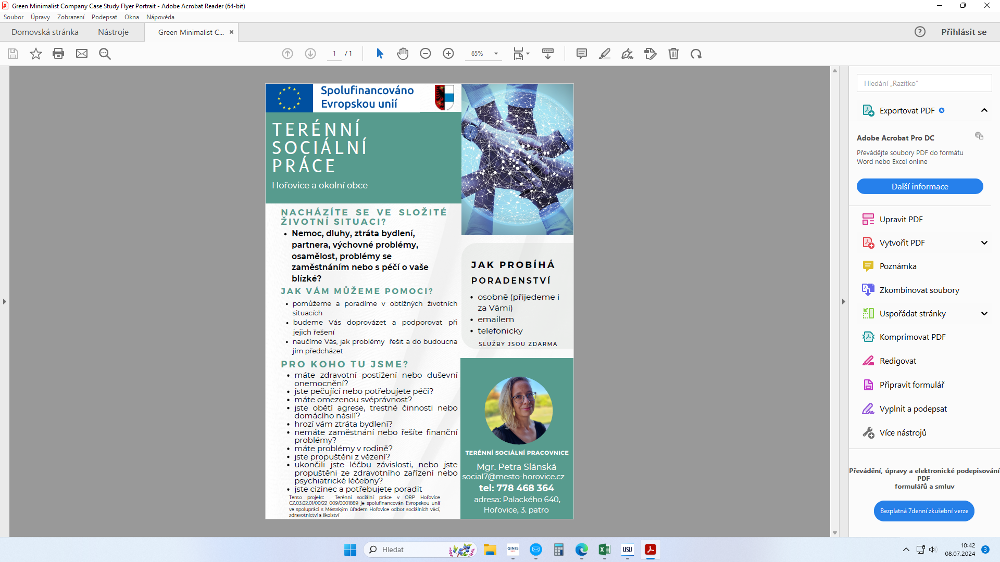 Green Minimalist Company Case Study Flyer Portrait - Adobe Acrobat Reader (64-bit)
Soubor Úpravy Zobrazení Podepsat Okna Nápověda
Domovská stránka Nástroje Green Minimalist C... Přihlásit se
1 / 1 65%
Spolufinancováno
Evropskou unií
TERÉNNÍ
SOCIÁLNÍ
PRÁCE
Hořovice a okolní obce
NACHÁZÍTE SE VE SLOŽITÉ
ŽIVOTNÍ SITUACI?
• Nemoc, dluhy, ztráta bydlení,
partnera, výchovné problémy,
osamělost, problémy se
zaměstnáním nebo s péčí o vaše
blízké?
JAK VÁM MŮŽEME POMOCI?
• pomůžeme a poradíme v obtížných životních
situacích
• budeme Vás doprovázet a podporovat při
jejich řešení
• naučíme Vás, jak problémy řešit a do budoucna
jim předcházet
PRO KOHO TU JSME?
• máte zdravotní postižení nebo duševní
onemocnění?
• jste pečující nebo potřebujete péči?
• máte omezenou svéprávnost?
• jste obětí agrese, trestné činnosti nebo
domácího násilí?
• hrozí vám ztráta bydlení?
• nemáte zaměstnání nebo řešíte finanční
problémy?
• máte problémy v rodině?
• jste propuštěni z vězení?
• ukončili jste léčbu závislosti, nebo jste
propuštěni ze zdravotního zařízení nebo
psychiatrické léčebny?
• jste cizinec a potřebujete poradit
Tento projekt: Terénní sociální práce v ORP Hořovice
CZ.03.02.01/00/22_009/0001889 je spolufinancován Evropskou unií
ve spolupráci s Městským úřadem Hořovice odbor sociálních věcí,
zdravotnictví a školství
JAK PROBÍHÁ
PORADENSTVÍ
• osobně (přijedeme i
za Vámi)
• emailem
• telefonicky
SLUŽBY JSOU ZDARMA
TERÉNNÍ SOCIÁLNÍ PRACOVNICE
Mgr. Petra Slánská
social7@mesto-horovice.cz
tel: 778 468 364
adresa: Palackého 640,
Hořovice, 3. patro
Hledání „Razítko“
Exportovat PDF
Adobe Acrobat Pro DC
Převádějte soubory PDF do formátu
Word nebo Excel online
Další informace
Upravit PDF
Vytvořit PDF
Poznámka
Zkombinovat soubory
Uspořádat stránky
Komprimovat PDF
Redigovat
Připravit formulář
Vyplnit a podepsat
Více nástrojů
Převádění, úpravy a elektronické podepisování
PDF
formulářů a smluv
Bezplatná 7denní zkušební verze
Hledat
GINIS
USU
10:42
08.07.2024
3